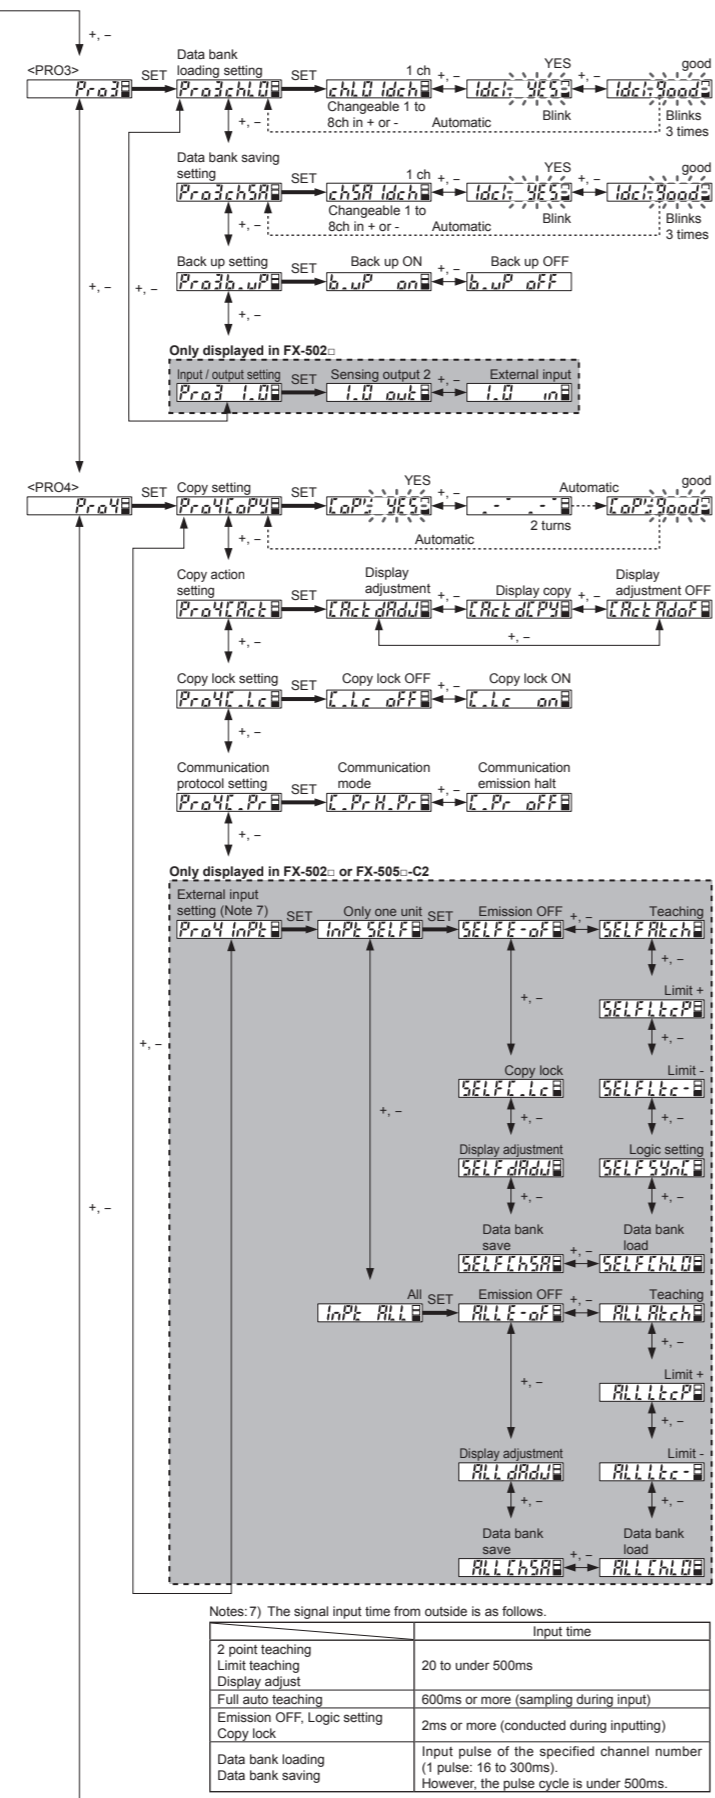 +, −
<PRO3>
Pro3
SET
Data bank
loading setting
Pro3chLO
SET
1 ch
chLO 1dch
Changeable 1 to
8ch in + or -
+, −
YES
YES
Blink
+, −
good
good
Blinks
3 times
Automatic
+, −
Data bank saving
setting
Pro3chSA
SET
1 ch
chSA 1dch
Changeable 1 to
8ch in + or -
+, −
YES
YES
Blink
+, −
good
good
Blinks
3 times
Automatic
+, −
+, −
+, −
Back up setting
Pro3b.uP
SET
Back up ON
b.uP on
+, −
Back up OFF
b.uP oFF
+, −
Only displayed in FX-502□
Input / output setting
Pro3 1.O
SET
Sensing output 2
1.O out
+, −
External input
1.O in
<PRO4>
Pro4
SET
Copy setting
Pro4CoPY
SET
YES
CoPY YES
+, −
2 turns
Automatic
good
CoPY good
Automatic
+, −
Copy action
setting
Pro4CAct
SET
Display
adjustment
CAct dAdJ
+, −
Display copy
CAct dCPY
+, −
Display
adjustment OFF
CAct AdoF
+, −
+, −
Copy lock setting
Pro4C.Lc
SET
Copy lock OFF
C.Lc oFF
+, −
Copy lock ON
C.Lc on
+, −
Communication
protocol setting
Pro4C.Pr
SET
Communication
mode
C.PrH.Pr
+, −
Communication
emission halt
C.Pr oFF
+, −
Only displayed in FX-502□ or FX-505□-C2
External input
setting (Note 7)
Pro4 InPt
SET
Only one unit
InPt SELF
SET
Emission OFF
SELF E-oF
+, −
Teaching
SELF Atch
+, −
Limit +
SELFLtcP
+, −
+, −
+, −
Copy lock
SELFC.Lc
Limit -
SELFLtc-
+, −
+, −
+, −
Display adjustment
SELF dAdJ
Logic setting
SELF SYnC
+, −
+, −
+, −
Data bank
save
SELFChSA
+, −
Data bank
load
SELFChLO
All
InPt ALL
SET
Emission OFF
ALL E-oF
+, −
Teaching
ALL Atch
+, −
+, −
Limit +
ALLLtcP
+, −
Display adjustment
ALL dAdJ
Limit -
ALLLtc-
+, −
+, −
Data bank
save
ALLChSA
+, −
Data bank
load
ALLChLO
Notes: 7) The signal input time from outside is as follows.
Input time
2 point teaching
Limit teaching
Display adjust
20 to under 500ms
Full auto teaching
600ms or more (sampling during input)
Emission OFF, Logic setting
Copy lock
2ms or more (conducted during inputting)
Data bank loading
Data bank saving
Input pulse of the specified channel number
(1 pulse: 16 to 300ms).
However, the pulse cycle is under 500ms.